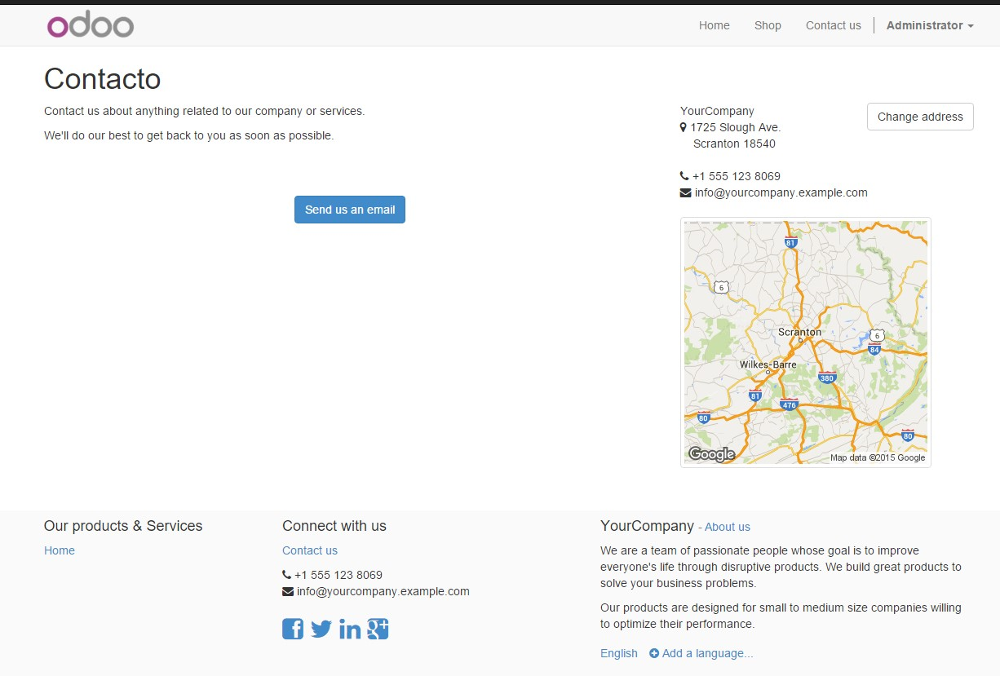 odoo
Home
Shop
Contact us
Administrator
Contacto
Contact us about anything related to our company or services.
We'll do our best to get back to you as soon as possible.
Send us an email
YourCompany
1725 Slough Ave.
Scranton 18540
Change address
+1 555 123 8069
info@yourcompany.example.com
81
6
Scranton
6
84
Wilkes-Barre
380
81
476
80
80
Google
Map data ©2015 Google
Our products & Services
Home
Connect with us
Contact us
+1 555 123 8069
info@yourcompany.example.com
YourCompany - About us
We are a team of passionate people whose goal is to improve
everyone's life through disruptive products. We build great products to
solve your business problems.
Our products are designed for small to medium size companies willing
to optimize their performance.
English
Add a language...